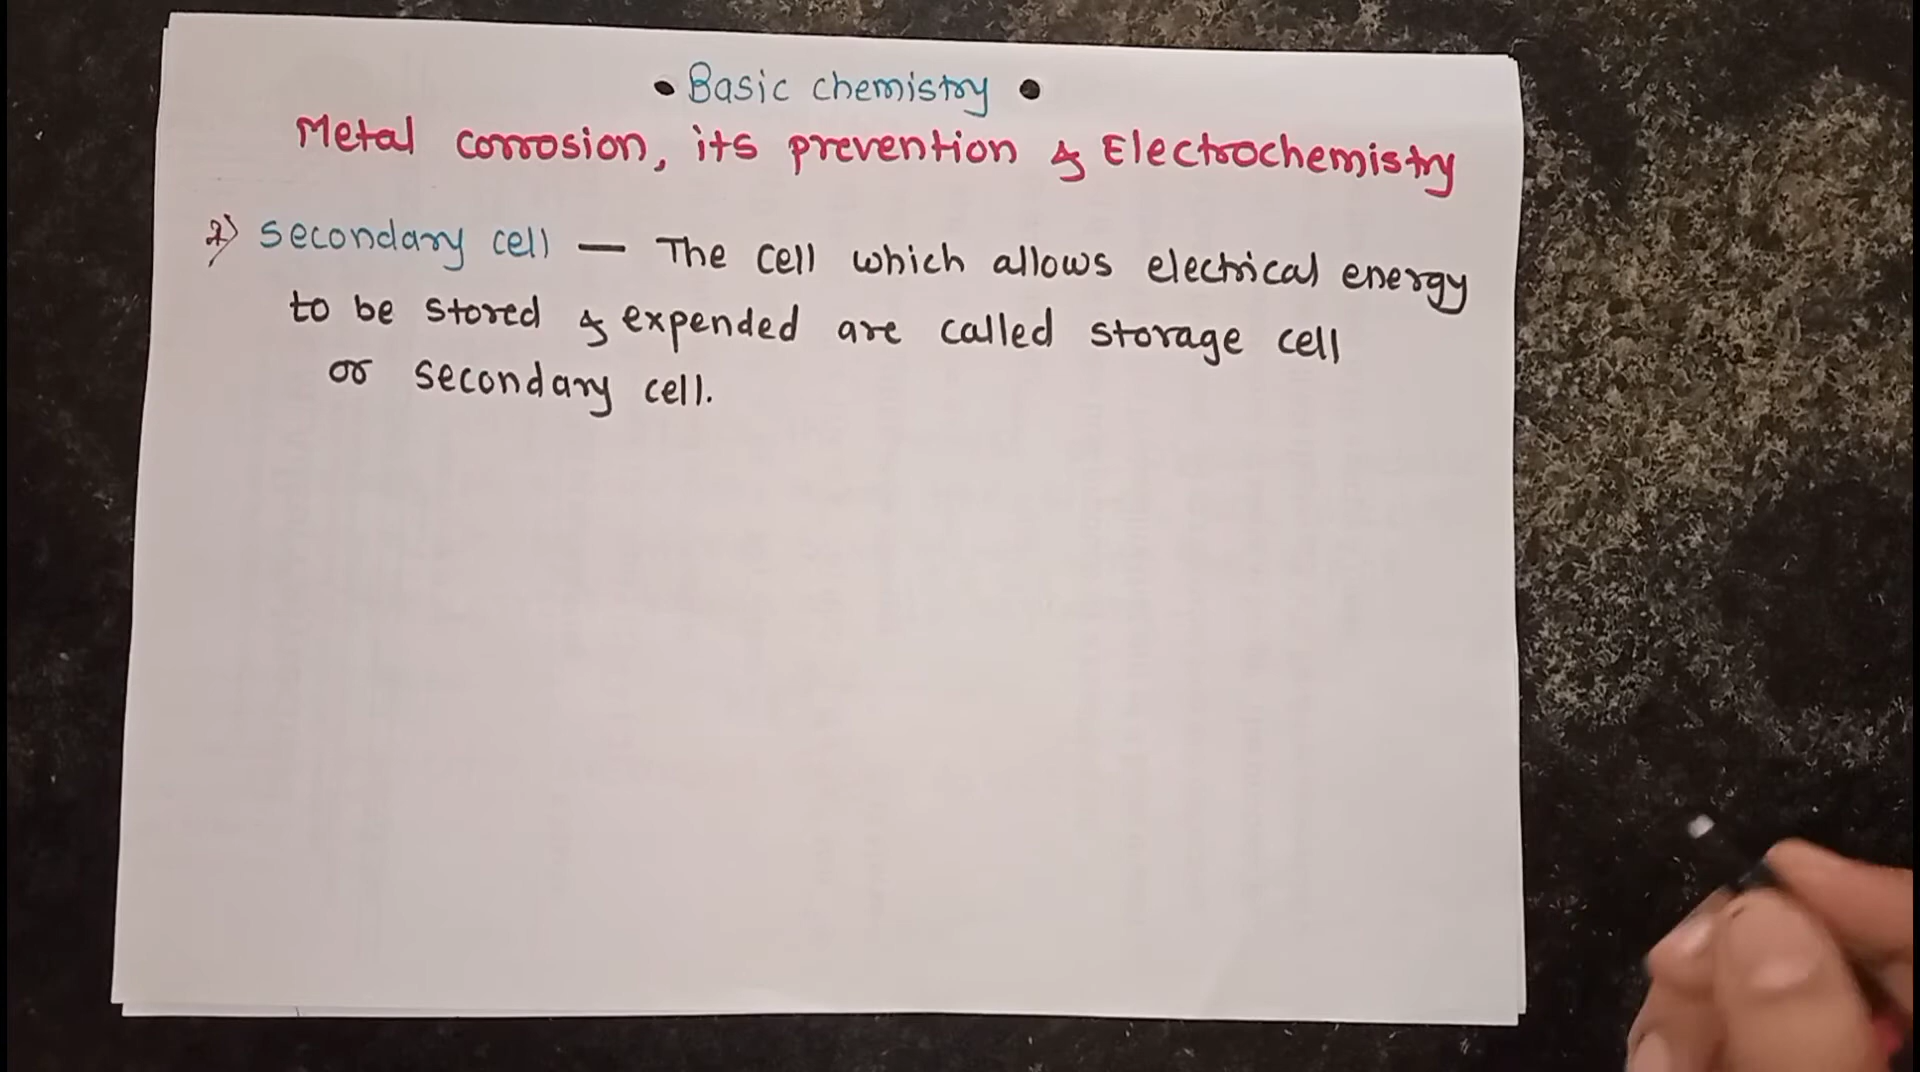 • Basic chemistry •
Metal corrosion, its prevention & Electrochemistry
2) secondary cell — The cell which allows electrical energy
to be stored & expended are called storage cell
or secondary cell.